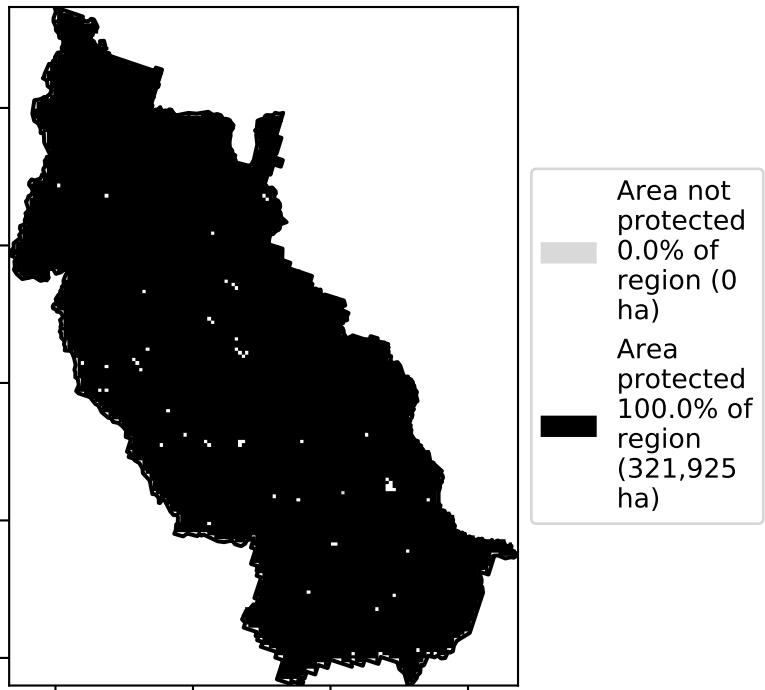 Area not
protected
0.0% of
region (0
ha)
Area
protected
100.0% of
region
(321,925
ha)